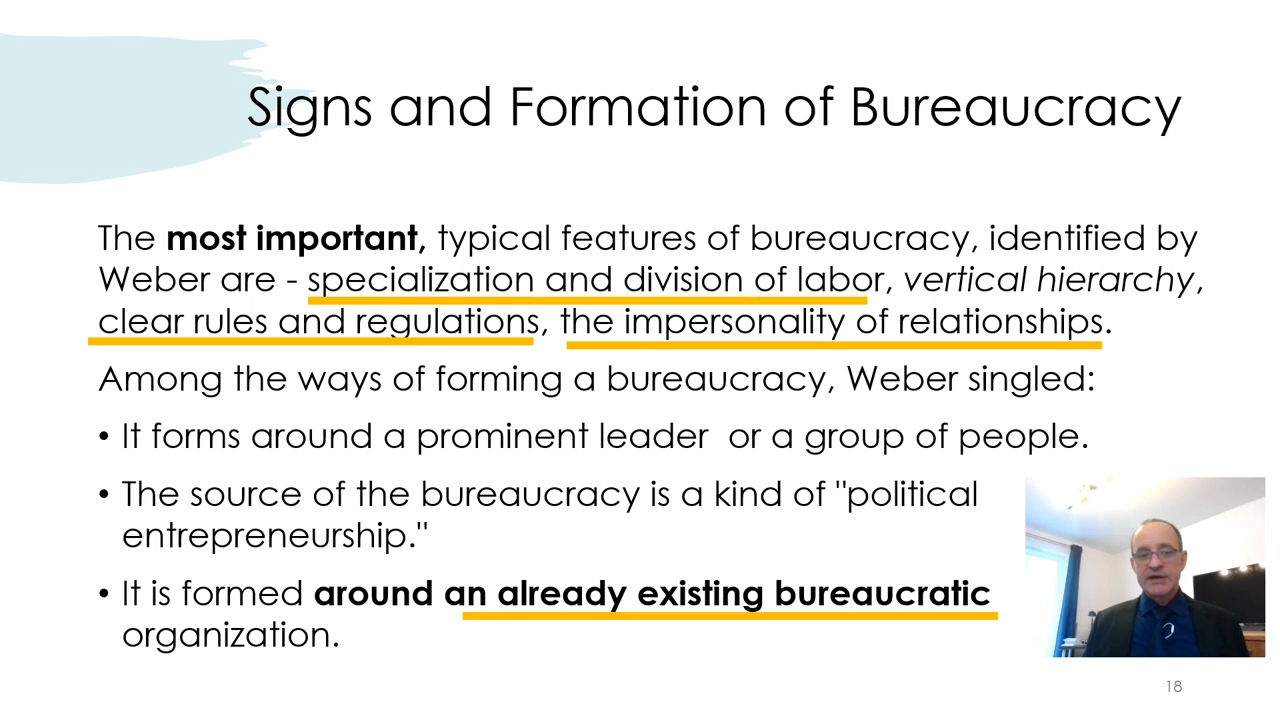 Signs and Formation of Bureaucracy
The most important, typical features of bureaucracy, identified by
Weber are - specialization and division of labor, vertical hierarchy,
clear rules and regulations, the impersonality of relationships.
Among the ways of forming a bureaucracy, Weber singled:
• It forms around a prominent leader  or a group of people.
• The source of the bureaucracy is a kind of "political
entrepreneurship."
• It is formed around an already existing bureaucratic
organization.
18